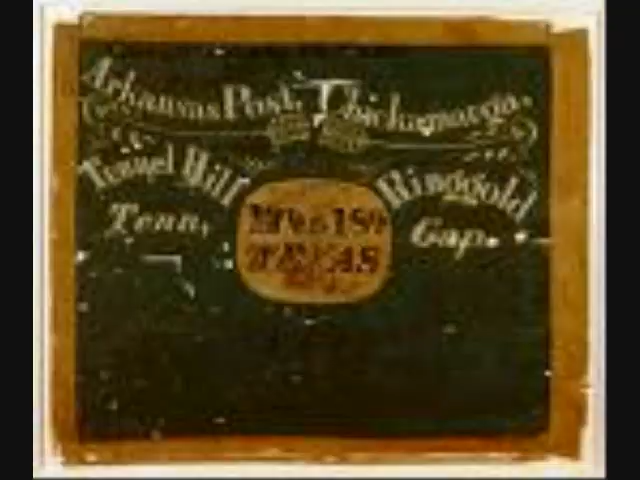 Arkansas Post. Chickamauga.
Tunnel Hill
Tenn.
Ringgold
Gap.
TEXAS